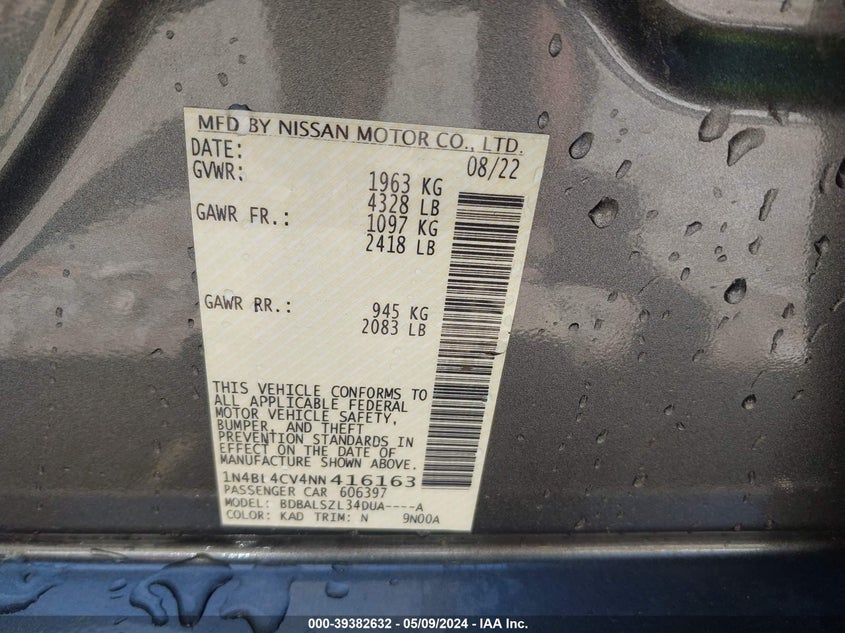 MFD BY NISSAN MOTOR CO., LTD.
DATE: 08/22
GVWR: 1963 KG
4328 LB
GAWR FR.: 1097 KG
2418 LB
GAWR RR.: 945 KG
2083 LB
THIS VEHICLE CONFORMS TO
ALL APPLICABLE FEDERAL
MOTOR VEHICLE SAFETY,
BUMPER, AND THEFT
PREVENTION STANDARDS IN
EFFECT ON THE DATE OF
MANUFACTURE SHOWN ABOVE.
1N4BL4CV4NN416163
PASSENGER CAR 606397
MODEL: BDBALSZL34DUA----A
COLOR: KAD TRIM: N 9N00A
000-39382632 - 05/09/2024 - IAA Inc.